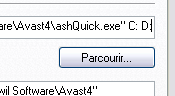 are\Avast4\ashQuick.exe" C: D:
Parcourir...
wil Software\Avast4"